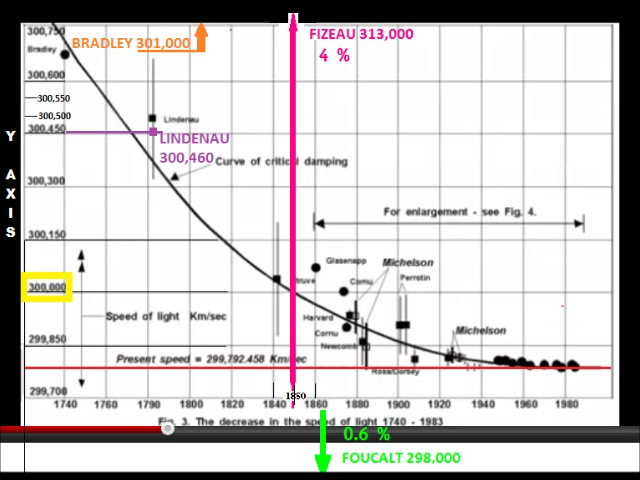 300,750
BRADLEY 301,000
FIZEAU 313,000
4 %
Bradley
300,600
300,550
300,500
Lindenau
300,450
LINDENAU
300,460
Curve of critical damping
Y AXIS
300,300
For enlargement - see Fig. 4.
300,150
Glasenapp
Michelson
Struve
Cornu
Perrotin
300,000
Speed of light Km/sec
Harvard
Cornu
Michelson
Newcomb
299,850
Present speed = 299,792.458 Km/sec
Rosa/Dorsey
299,700
1740 1760 1780 1800 1820 1840 1850 1860 1880 1900 1920 1940 1960 1980
Fig. 3. The decrease in the speed of light 1740 - 1983
0.6 %
FOUCALT 298,000